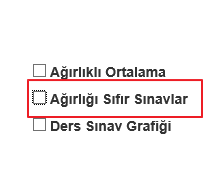 Ağırlıklı Ortalama
Ağırlığı Sıfır Sınavlar
Ders Sınav Grafiği